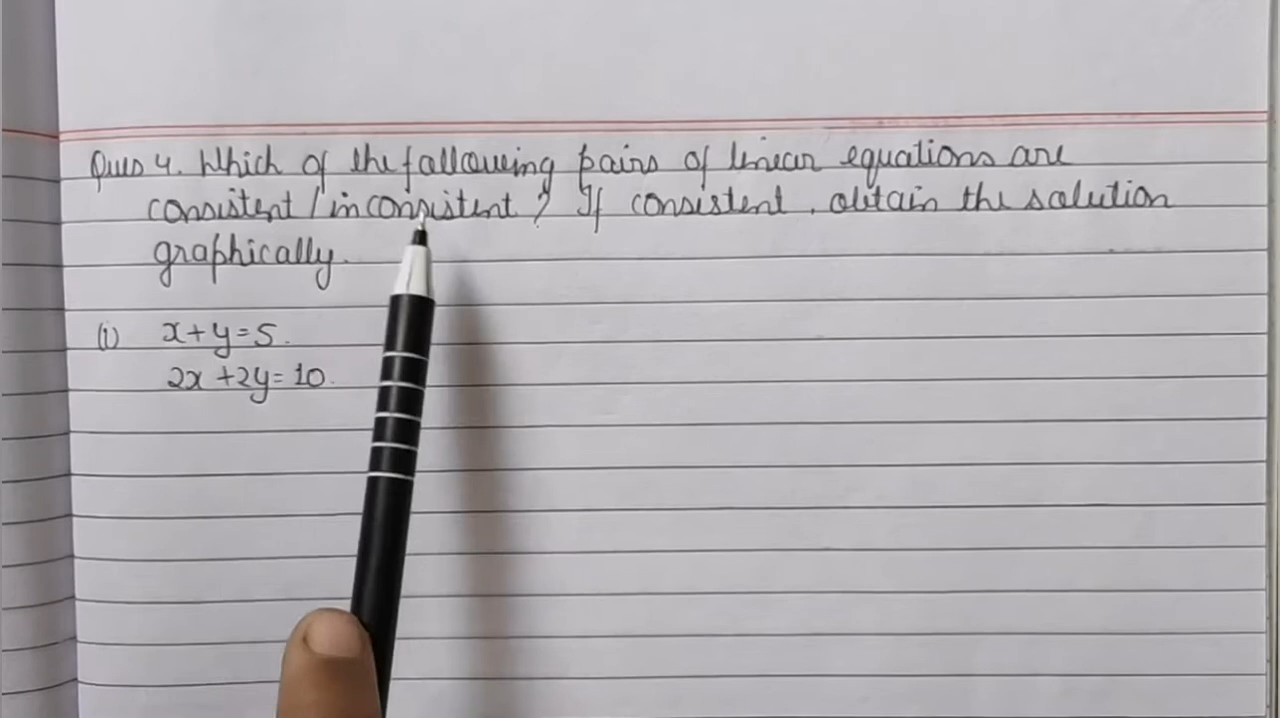 Ques 4. Which of the following pairs of linear equations are
consistent / inconsistent ? If consistent, obtain the solution
graphically.
(i) x+y=5.
2x +2y= 10.